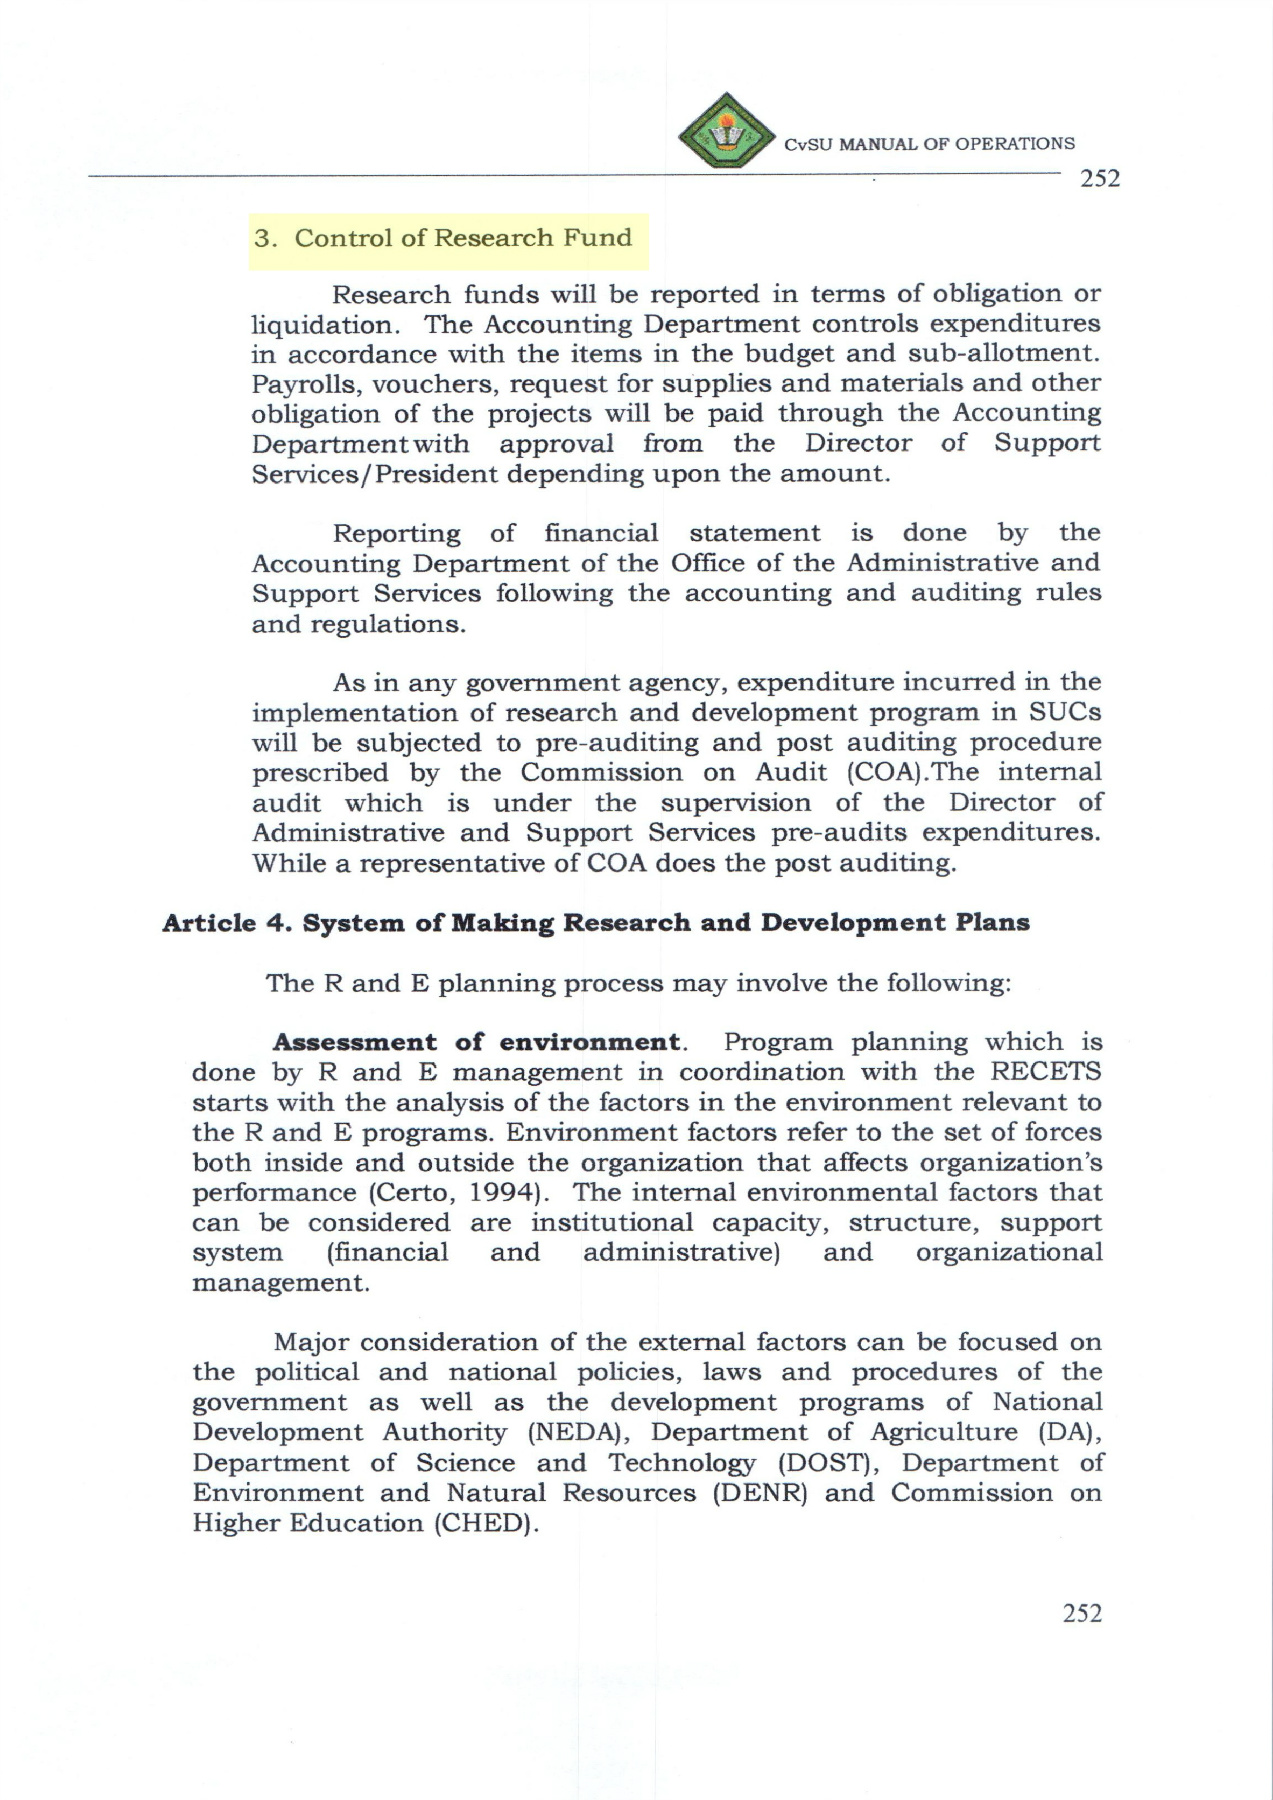 CvSU MANUAL OF OPERATIONS
252
3. Control of Research Fund
Research funds will be reported in terms of obligation or
liquidation. The Accounting Department controls expenditures
in accordance with the items in the budget and sub-allotment.
Payrolls, vouchers, request for supplies and materials and other
obligation of the projects will be paid through the Accounting
Departmentwith approval from the Director of Support
Services/President depending upon the amount.
Reporting of financial statement is done by the
Accounting Department of the Office of the Administrative and
Support Services following the accounting and auditing rules
and regulations.
As in any government agency, expenditure incurred in the
implementation of research and development program in SUCs
will be subjected to pre-auditing and post auditing procedure
prescribed by the Commission on Audit (COA).The internal
audit which is under the supervision of the Director of
Administrative and Support Services pre-audits expenditures.
While a representative of COA does the post auditing.
Article 4. System of Making Research and Development Plans
The R and E planning process may involve the following:
Assessment of environment. Program planning which is
done by R and E management in coordination with the RECETS
starts with the analysis of the factors in the environment relevant to
the R and E programs. Environment factors refer to the set of forces
both inside and outside the organization that affects organization's
performance (Certo, 1994). The internal environmental factors that
can be considered are institutional capacity, structure, support
system (financial and administrative) and organizational
management.
Major consideration of the external factors can be focused on
the political and national policies, laws and procedures of the
government as well as the development programs of National
Development Authority (NEDA), Department of Agriculture (DA),
Department of Science and Technology (DOST), Department of
Environment and Natural Resources (DENR) and Commission on
Higher Education (CHED).
252